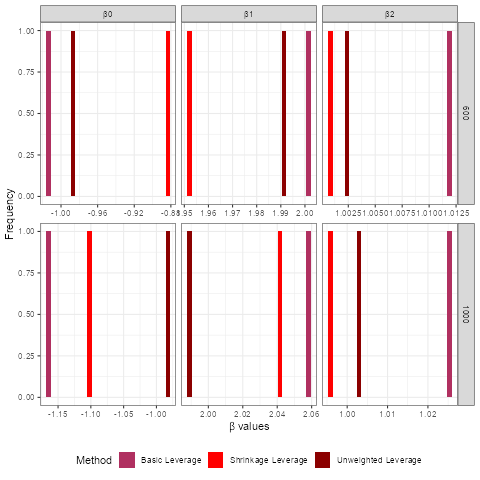 β0 β1 β2
1.00
0.75
0.50
0.25
0.00
600
-1.00 -0.96 -0.92 -0.88
1.95 1.96 1.97 1.98 1.99 2.00
1.0025 1.0050 1.0075 1.0100 1.0125
Frequency
1.00
0.75
0.50
0.25
0.00
1000
-1.15 -1.10 -1.05 -1.00
2.00 2.02 2.04 2.06
1.00 1.01 1.02
β values
Method Basic Leverage Shrinkage Leverage Unweighted Leverage